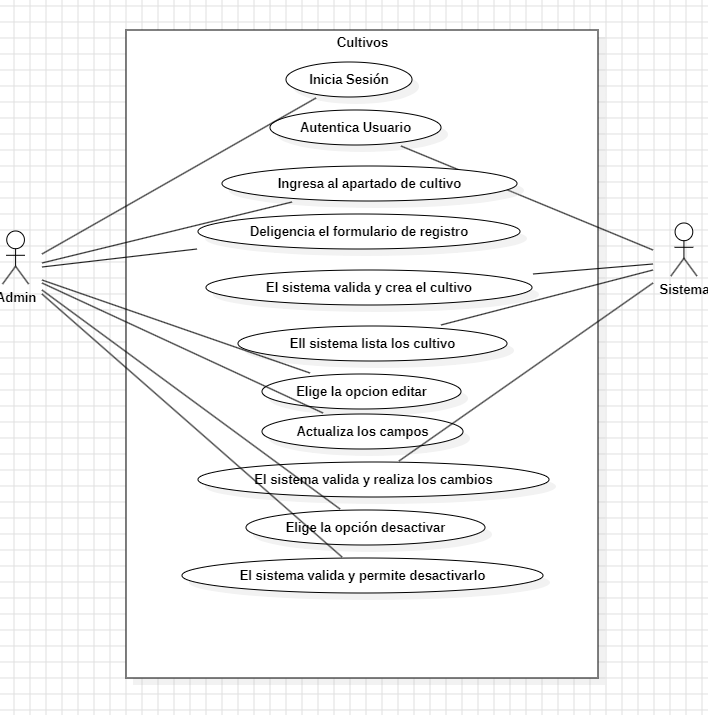 Cultivos
Inicia Sesión
Autentica Usuario
Ingresa al apartado de cultivo
Deligencia el formulario de registro
El sistema valida y crea el cultivo
Ell sistema lista los cultivo
Elige la opcion editar
Actualiza los campos
El sistema valida y realiza los cambios
Elige la opción desactivar
El sistema valida y permite desactivarlo
Admin
Sistema